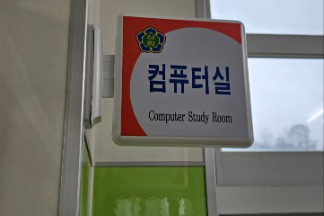 컴퓨터실
Computer Study Room